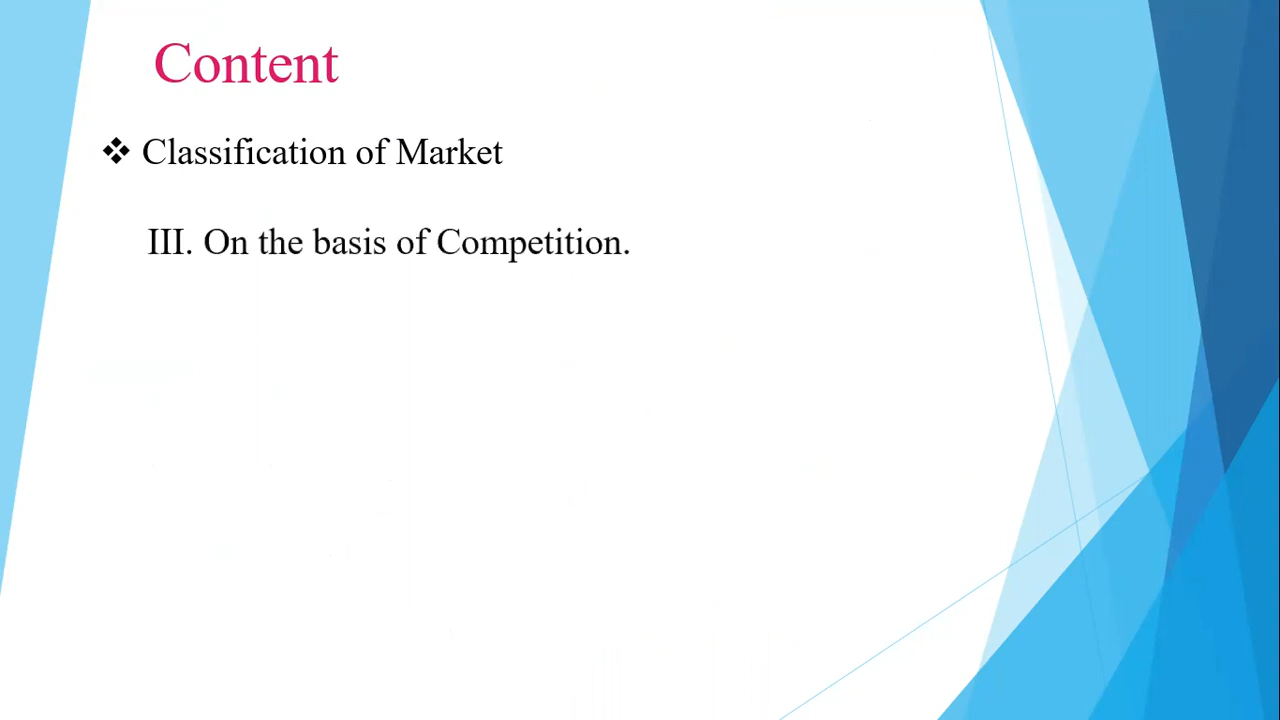 Content
❖ Classification of Market
III. On the basis of Competition.